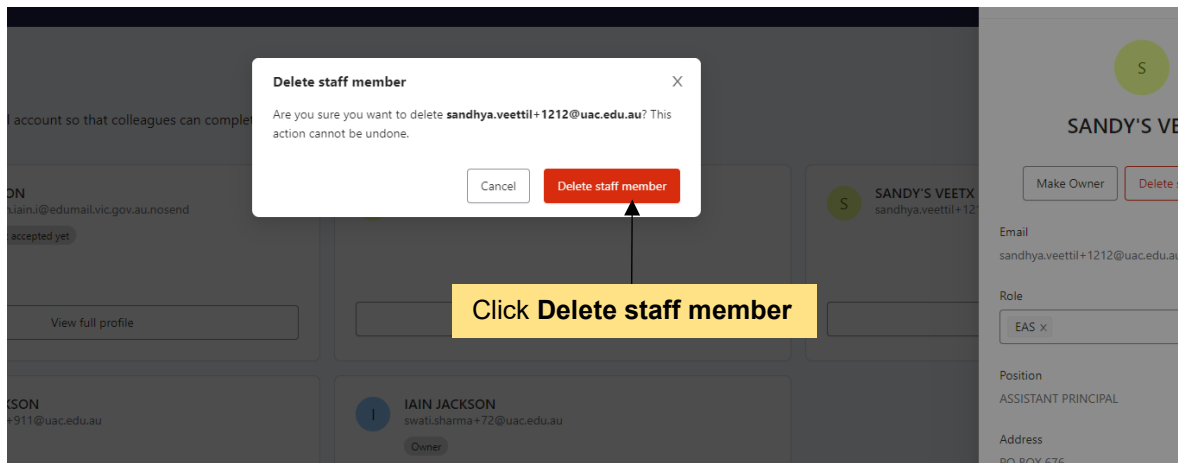 Delete staff member
X
Are you sure you want to delete sandhya.veettil+1212@uac.edu.au? This
action cannot be undone.
Cancel
Delete staff member
Click Delete staff member
account so that colleagues can complet
ON
n.iain.i@edumail.vic.gov.au.nosend
accepted yet
View full profile
S
SANDY'S VEETX
sandhya.veettil+12
KSON
+911@uac.edu.au
I
IAIN JACKSON
swati.sharma+72@uac.edu.au
Owner
S
SANDY'S VE
Make Owner
Delete s
Email
sandhya.veettil+1212@uac.edu.au
Role
EAS ×
Position
ASSISTANT PRINCIPAL
Address
PO BOX 676